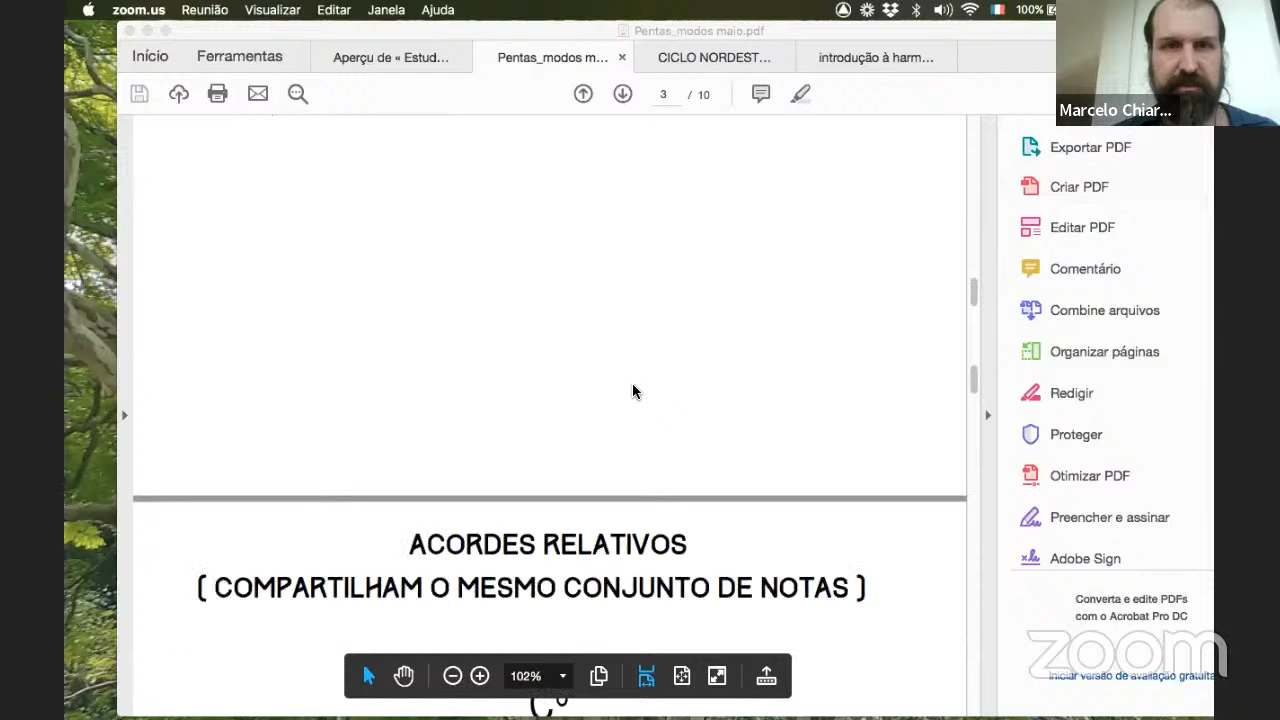 zoom.us Reunião Visualizar Editar Janela Ajuda 100%
Pentas_modos maio.pdf
Início Ferramentas Aperçu de « Estud... Pentas_modos m... × CICLO NORDEST... introdução à harm...
3 / 10
Marcelo Chiar...
Exportar PDF
Criar PDF
Editar PDF
Comentário
Combine arquivos
Organizar páginas
Redigir
Proteger
Otimizar PDF
Preencher e assinar
Adobe Sign
Converta e edite PDFs
com o Acrobat Pro DC
Iniciar versão de avaliação gratuita
zoom
ACORDES RELATIVOS
( COMPARTILHAM O MESMO CONJUNTO DE NOTAS )
102%